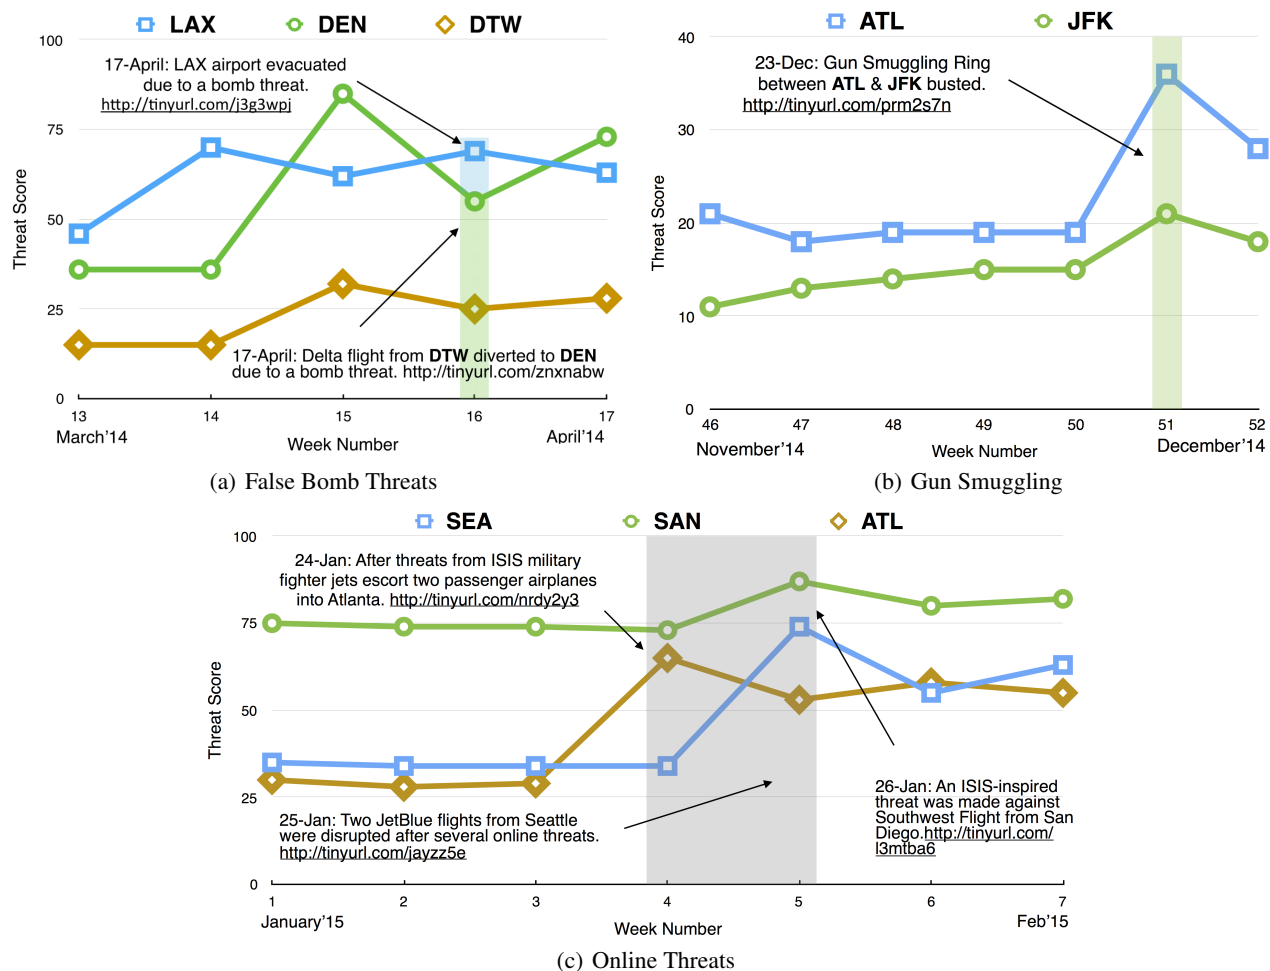 LAX DEN DTW
100
17-April: LAX airport evacuated
due to a bomb threat.
http://tinyurl.com/j3g3wpj
75
Threat Score
50
25
17-April: Delta flight from DTW diverted to DEN
due to a bomb threat. http://tinyurl.com/znxnabw
0
13 14 15 16 17
March'14 Week Number April'14
(a) False Bomb Threats
ATL JFK
40
23-Dec: Gun Smuggling Ring
between ATL & JFK busted.
http://tinyurl.com/prm2s7n
30
Threat Score
20
10
0
46 47 48 49 50 51 52
November'14 Week Number December'14
(b) Gun Smuggling
SEA SAN ATL
100
24-Jan: After threats from ISIS military
fighter jets escort two passenger airplanes
into Atlanta. http://tinyurl.com/nrdy2y3
75
Threat Score
50
25
26-Jan: An ISIS-inspired
threat was made against
Southwest Flight from San
Diego.http://tinyurl.com/
l3mtba6
25-Jan: Two JetBlue flights from Seattle
were disrupted after several online threats.
http://tinyurl.com/jayzz5e
0
1 2 3 4 5 6 7
January'15 Week Number Feb'15
(c) Online Threats